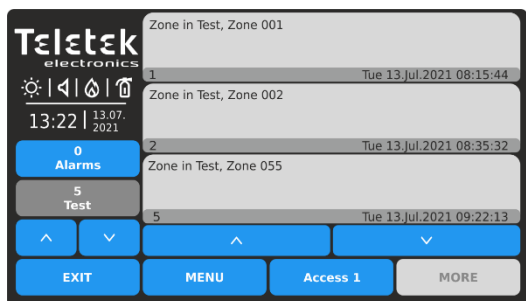 Tɛlɛtɛk
electronics
13:22
13.07.
2021
0
Alarms
5
Test
EXIT
Zone in Test, Zone 001
1 Tue 13.Jul.2021 08:15:44
Zone in Test, Zone 002
2 Tue 13.Jul.2021 08:35:32
Zone in Test, Zone 055
5 Tue 13.Jul.2021 09:22:13
MENU
Access 1
MORE